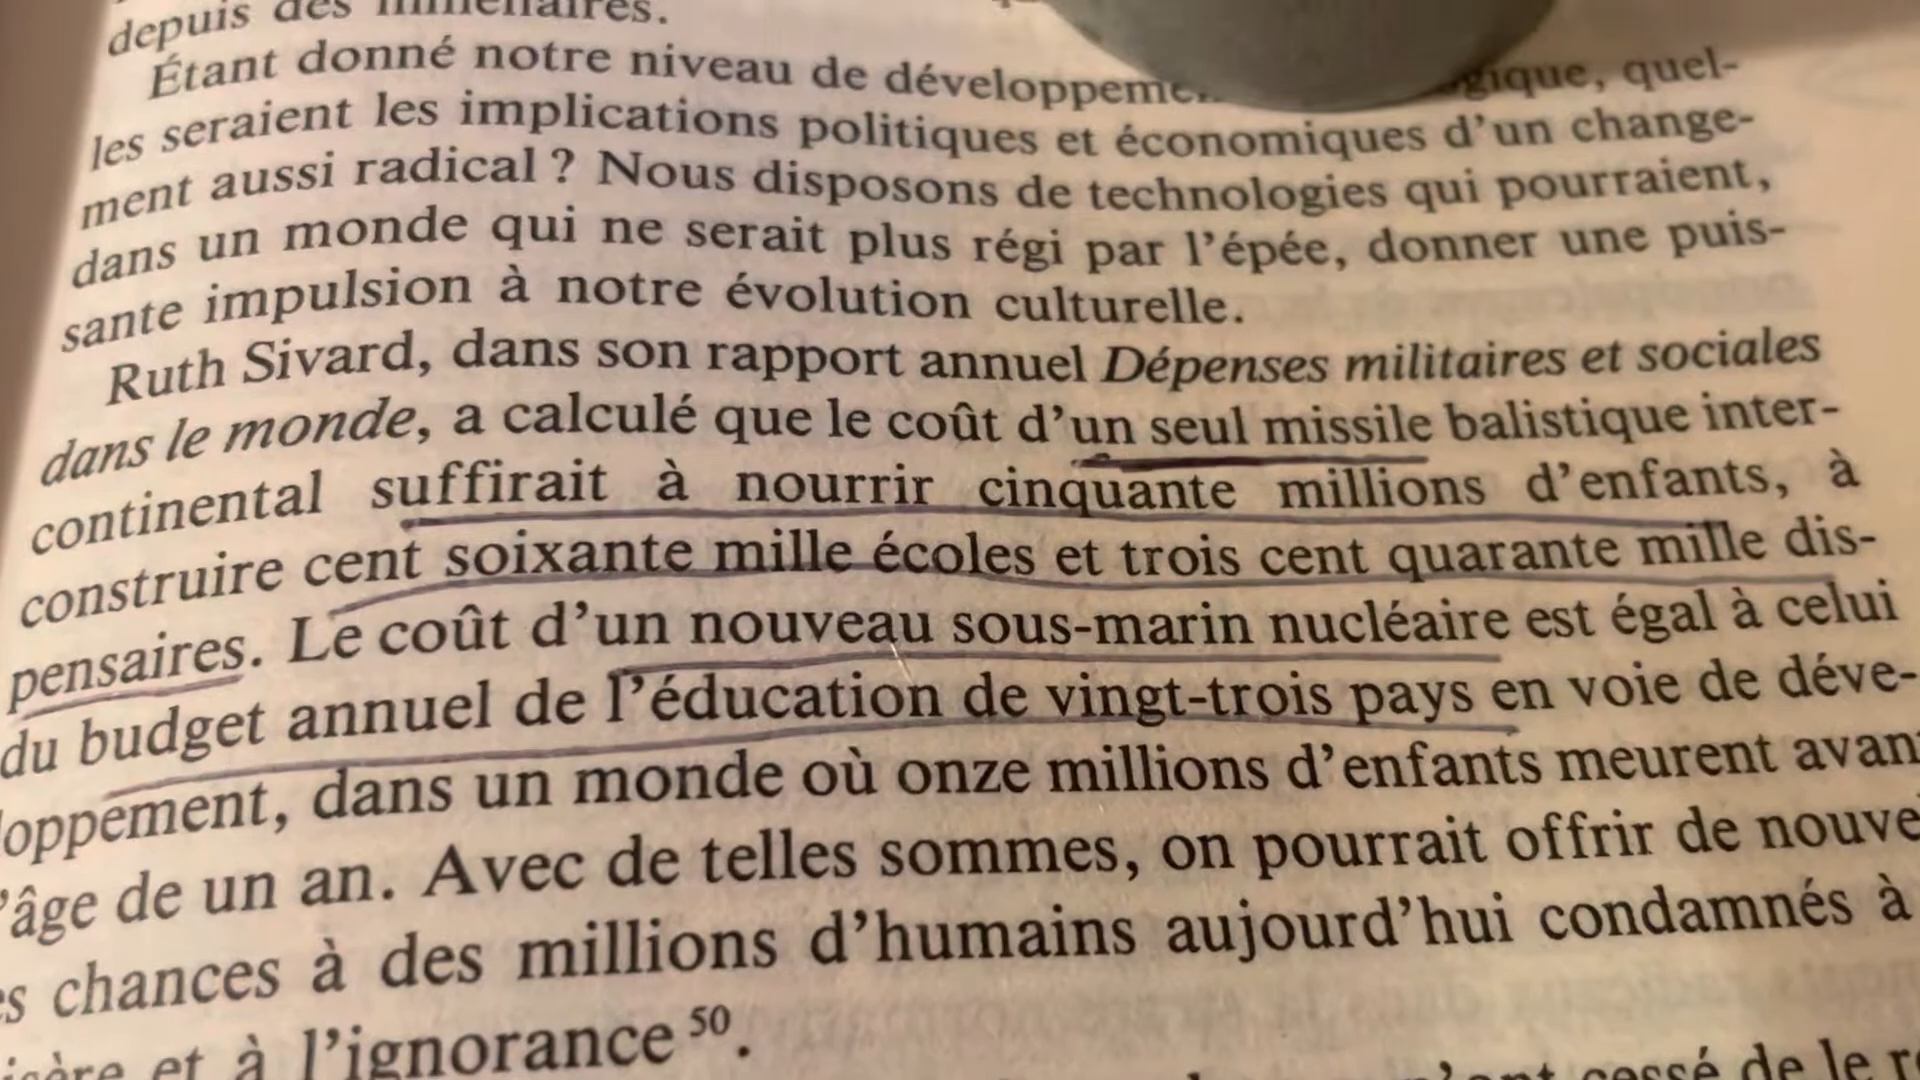 depuis des millénaires.
Étant donné notre niveau de quel-
les seraient les implications politiques et économiques d'un change-
ment aussi radical ? Nous disposons de technologies qui pourraient,
dans un monde qui ne serait plus régi par l'épée, donner une puis-
sante impulsion à notre évolution culturelle.
Ruth Sivard, dans son rapport annuel Dépenses militaires et sociales
dans le monde, a calculé que le coût d'un seul missile balistique inter-
continental suffirait à nourrir cinquante millions d'enfants, à
construire cent soixante mille écoles et trois cent quarante mille dis-
pensaires. Le coût d'un nouveau sous-marin nucléaire est égal à celui
du budget annuel de l'éducation de vingt-trois pays en voie de déve-
loppement, dans un monde où onze millions d'enfants meurent avant
l'âge de un an. Avec de telles sommes, on pourrait offrir de
chances à des millions d'humains aujourd'hui condamnés à
et à l'ignorance 50.
cessé de le